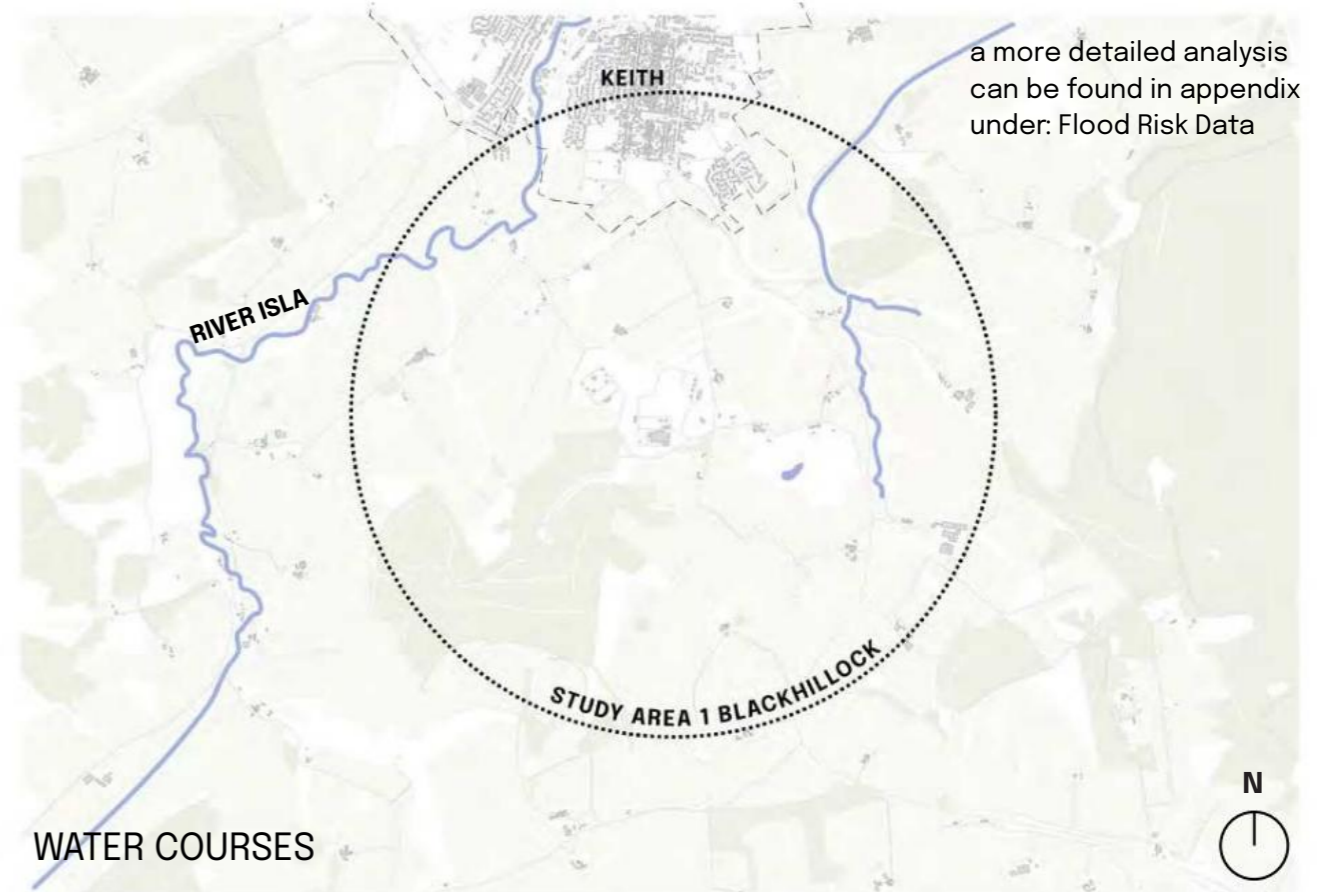 KEITH
a more detailed analysis
can be found in appendix
under: Flood Risk Data
RIVER ISLA
STUDY AREA 1 BLACKHILLOCK
N
WATER COURSES